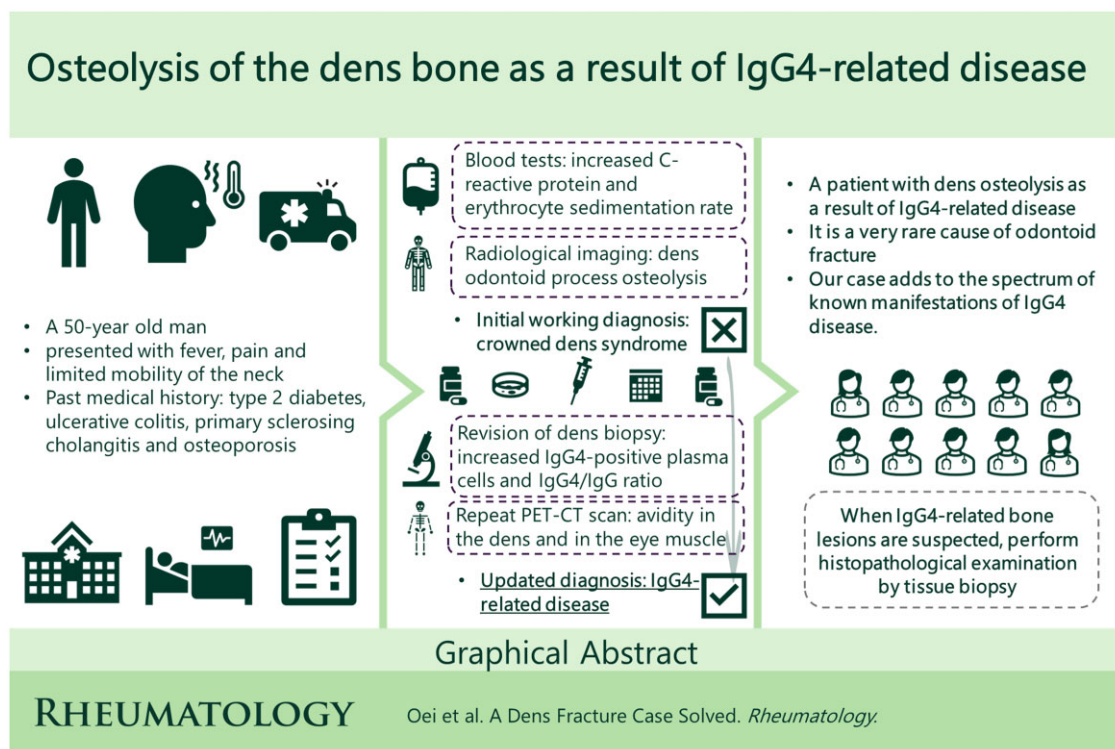 Osteolysis of the dens bone as a result of IgG4-related disease
• A 50-year old man
• presented with fever, pain and
limited mobility of the neck
• Past medical history: type 2 diabetes,
ulcerative colitis, primary sclerosing
cholangitis and osteoporosis
Blood tests: increased C-
reactive protein and
erythrocyte sedimentation rate
Radiological imaging: dens
odontoid process osteolysis
• Initial working diagnosis:
crowned dens syndrome
Revision of dens biopsy:
increased IgG4-positive plasma
cells and IgG4/IgG ratio
Repeat PET-CT scan: avidity in
the dens and in the eye muscle
• Updated diagnosis: IgG4-
related disease
• A patient with dens osteolysis as
a result of IgG4-related disease
• It is a very rare cause of odontoid
fracture
• Our case adds to the spectrum of
known manifestations of IgG4
disease.
When IgG4-related bone
lesions are suspected, perform
histopathological examination
by tissue biopsy
Graphical Abstract
RHEUMATOLOGY
Oei et al. A Dens Fracture Case Solved. Rheumatology.